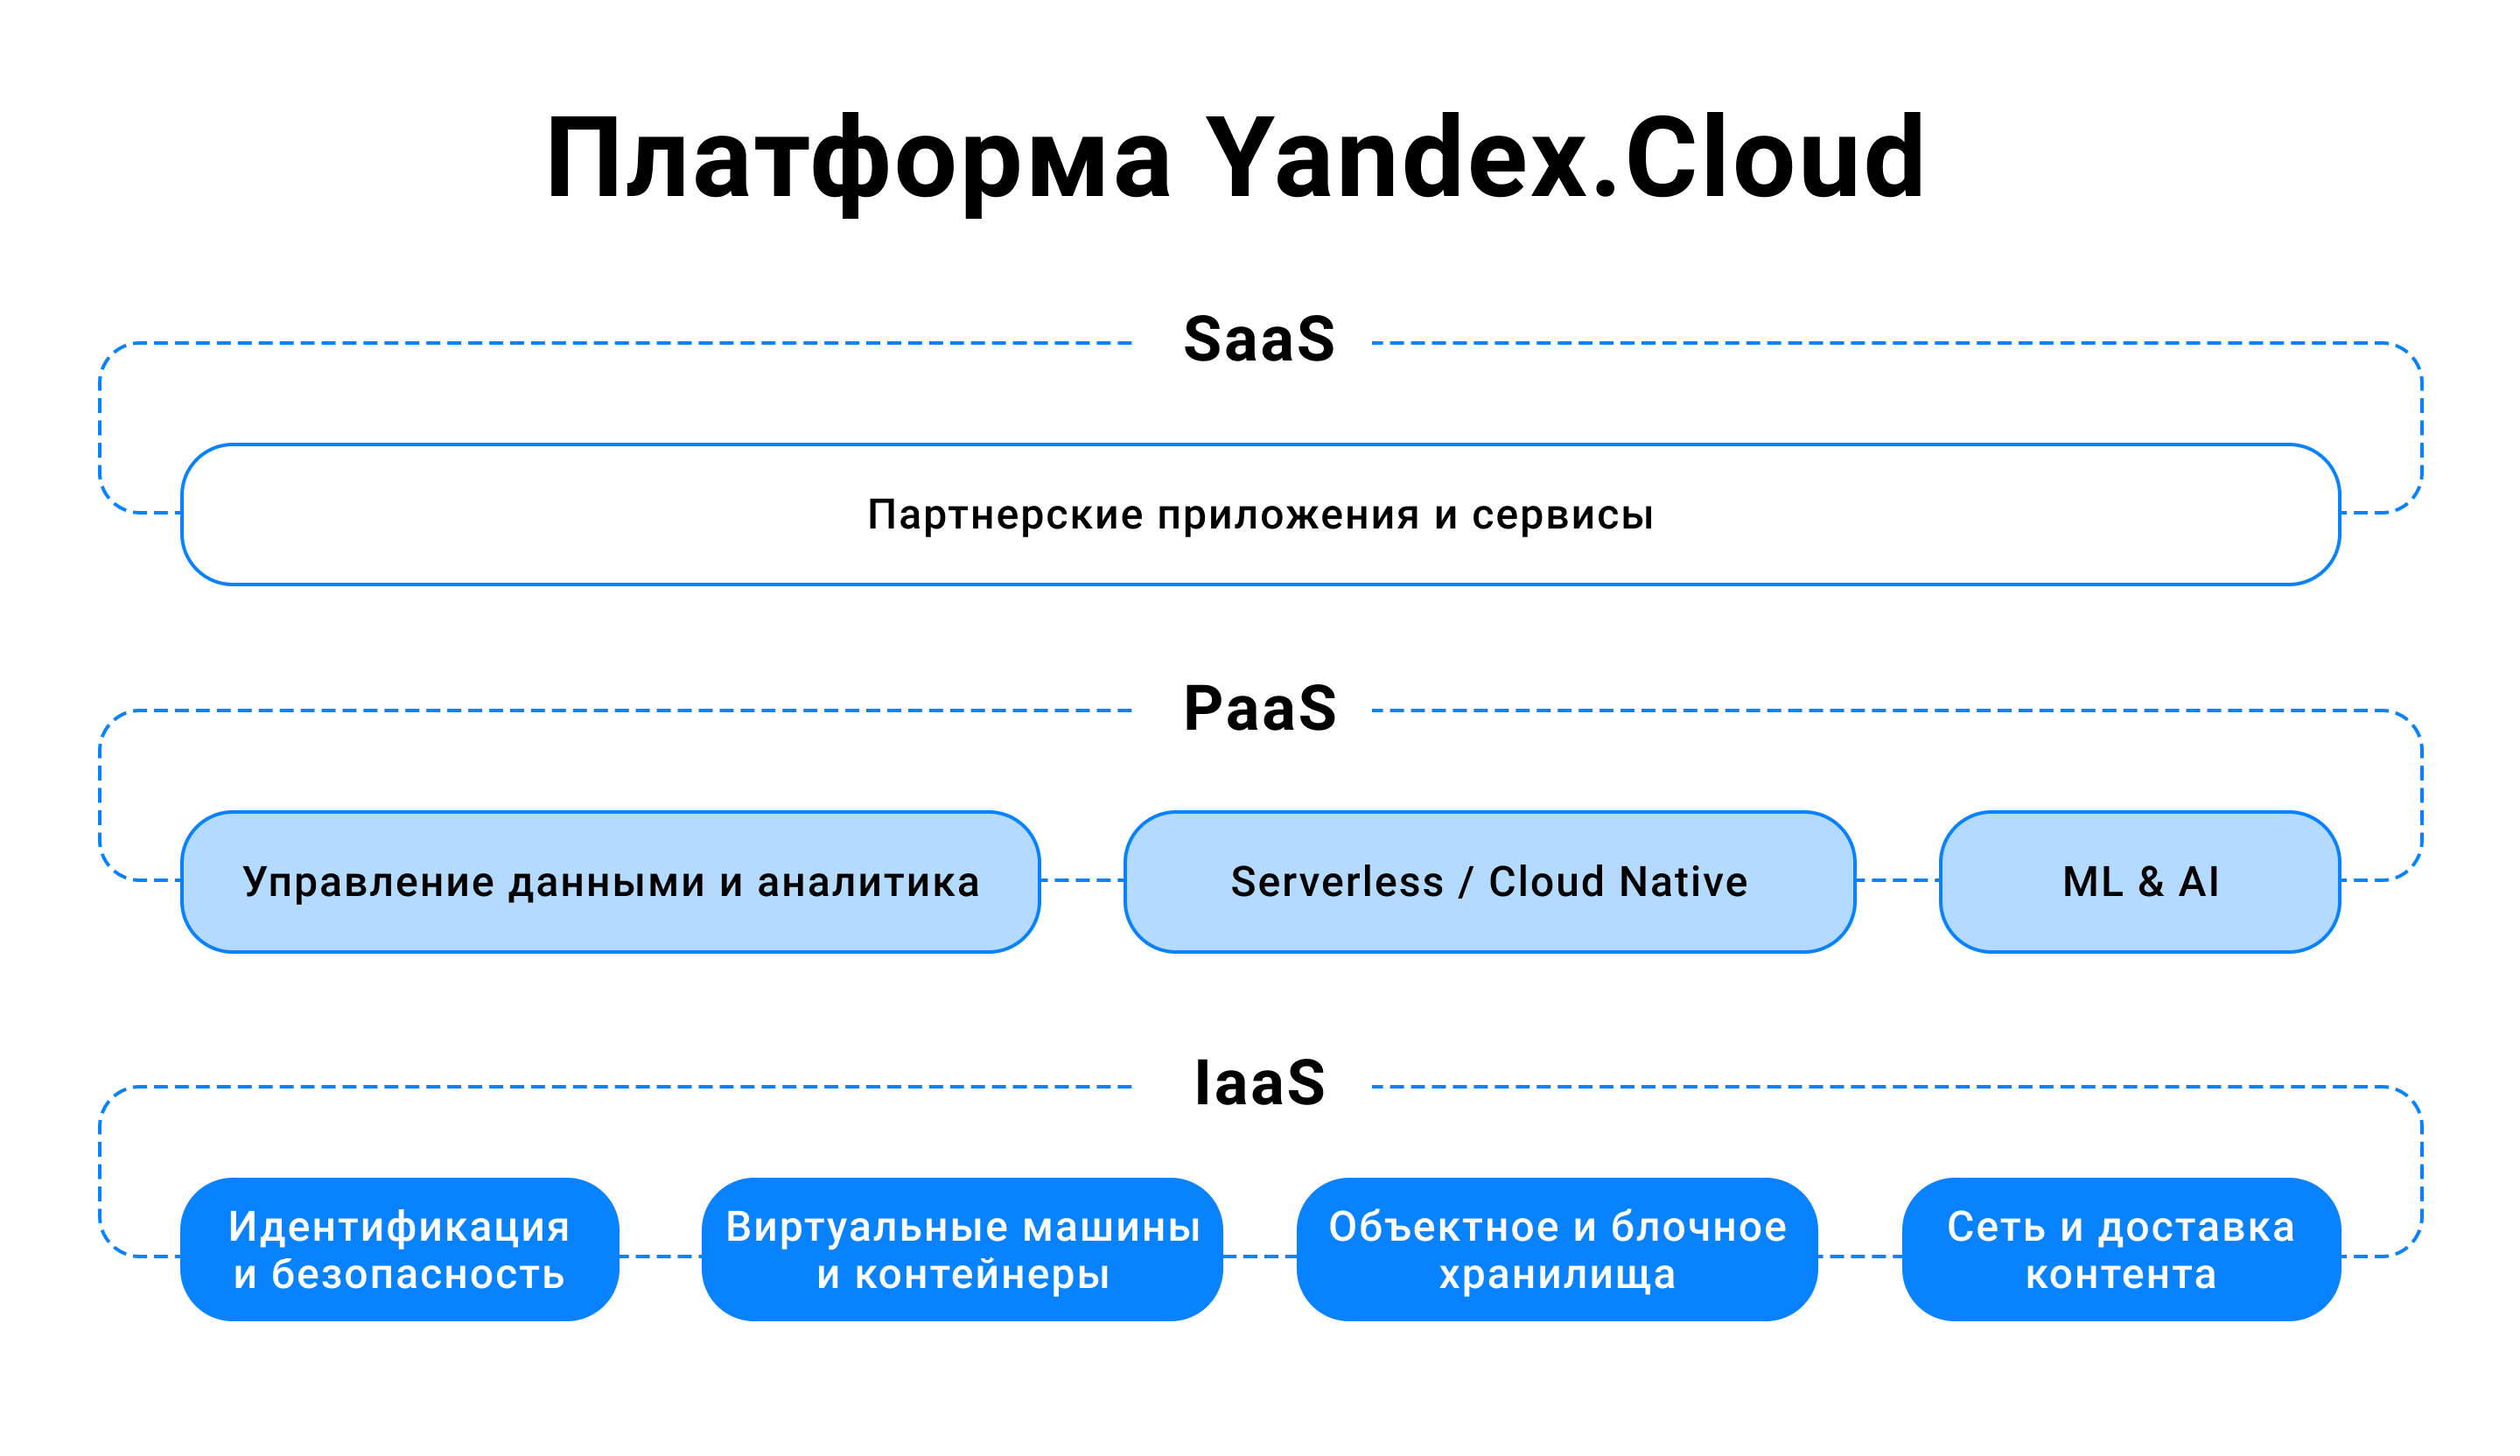 Платформа Yandex.Cloud
SaaS
Партнерские приложения и сервисы
PaaS
Управление данными и аналитика
Serverless / Cloud Native
ML & AI
IaaS
Идентификация
и безопасность
Виртуальные машины
и контейнеры
Объектное и блочное
хранилища
Сеть и доставка
контента